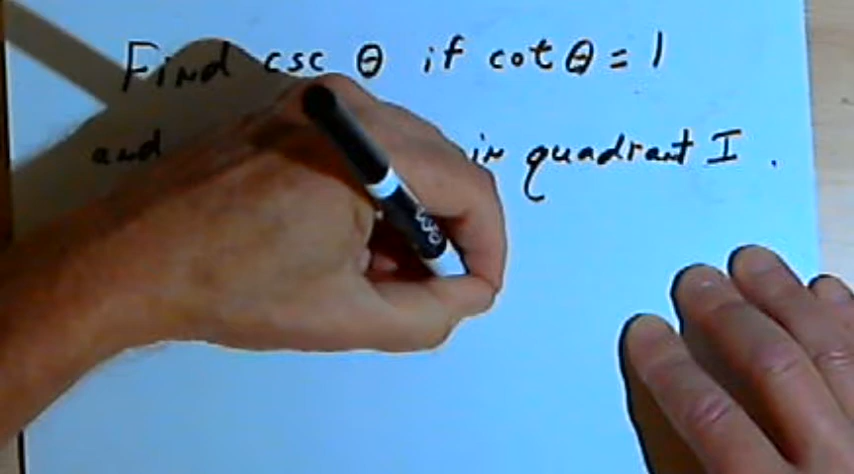 Find csc θ if cot θ = 1
and in quadrant I .